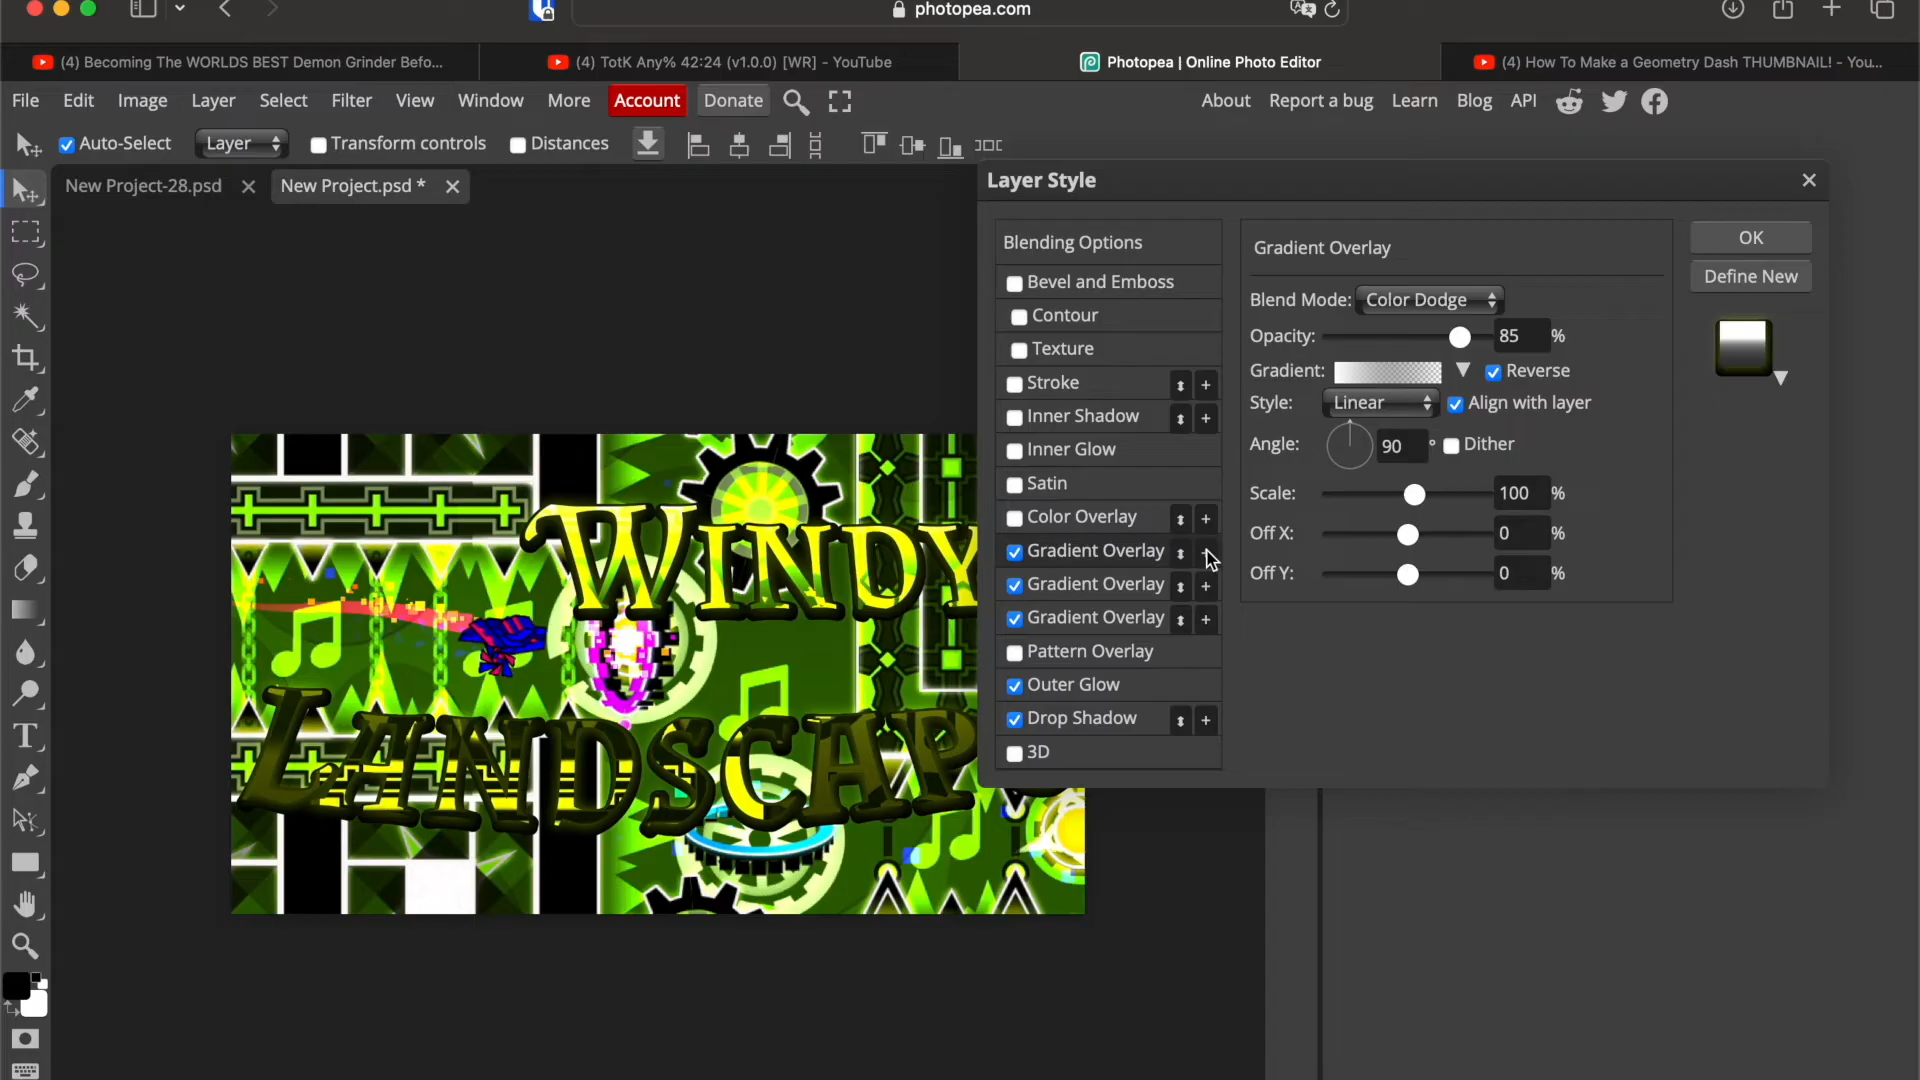 photopea.com
(4) Becoming The WORLDS BEST Demon Grinder Befo...
(4) TotK Any% 42:24 (v1.0.0) [WR] - YouTube
Photopea | Online Photo Editor
(4) How To Make a Geometry Dash THUMBNAIL! - You...
File Edit Image Layer Select Filter View Window More Account Donate
About Report a bug Learn Blog API
Auto-Select Layer Transform controls Distances
New Project-28.psd
New Project.psd *
Layer Style
Blending Options
Bevel and Emboss
Contour
Texture
Stroke
Inner Shadow
Inner Glow
Satin
Color Overlay
Gradient Overlay
Gradient Overlay
Gradient Overlay
Pattern Overlay
Outer Glow
Drop Shadow
3D
Gradient Overlay
Blend Mode: Color Dodge
Opacity: 85 %
Gradient: Reverse
Style: Linear Align with layer
Angle: 90 ° Dither
Scale: 100 %
Off X: 0 %
Off Y: 0 %
OK
Define New
WINDY
LANDSCAP